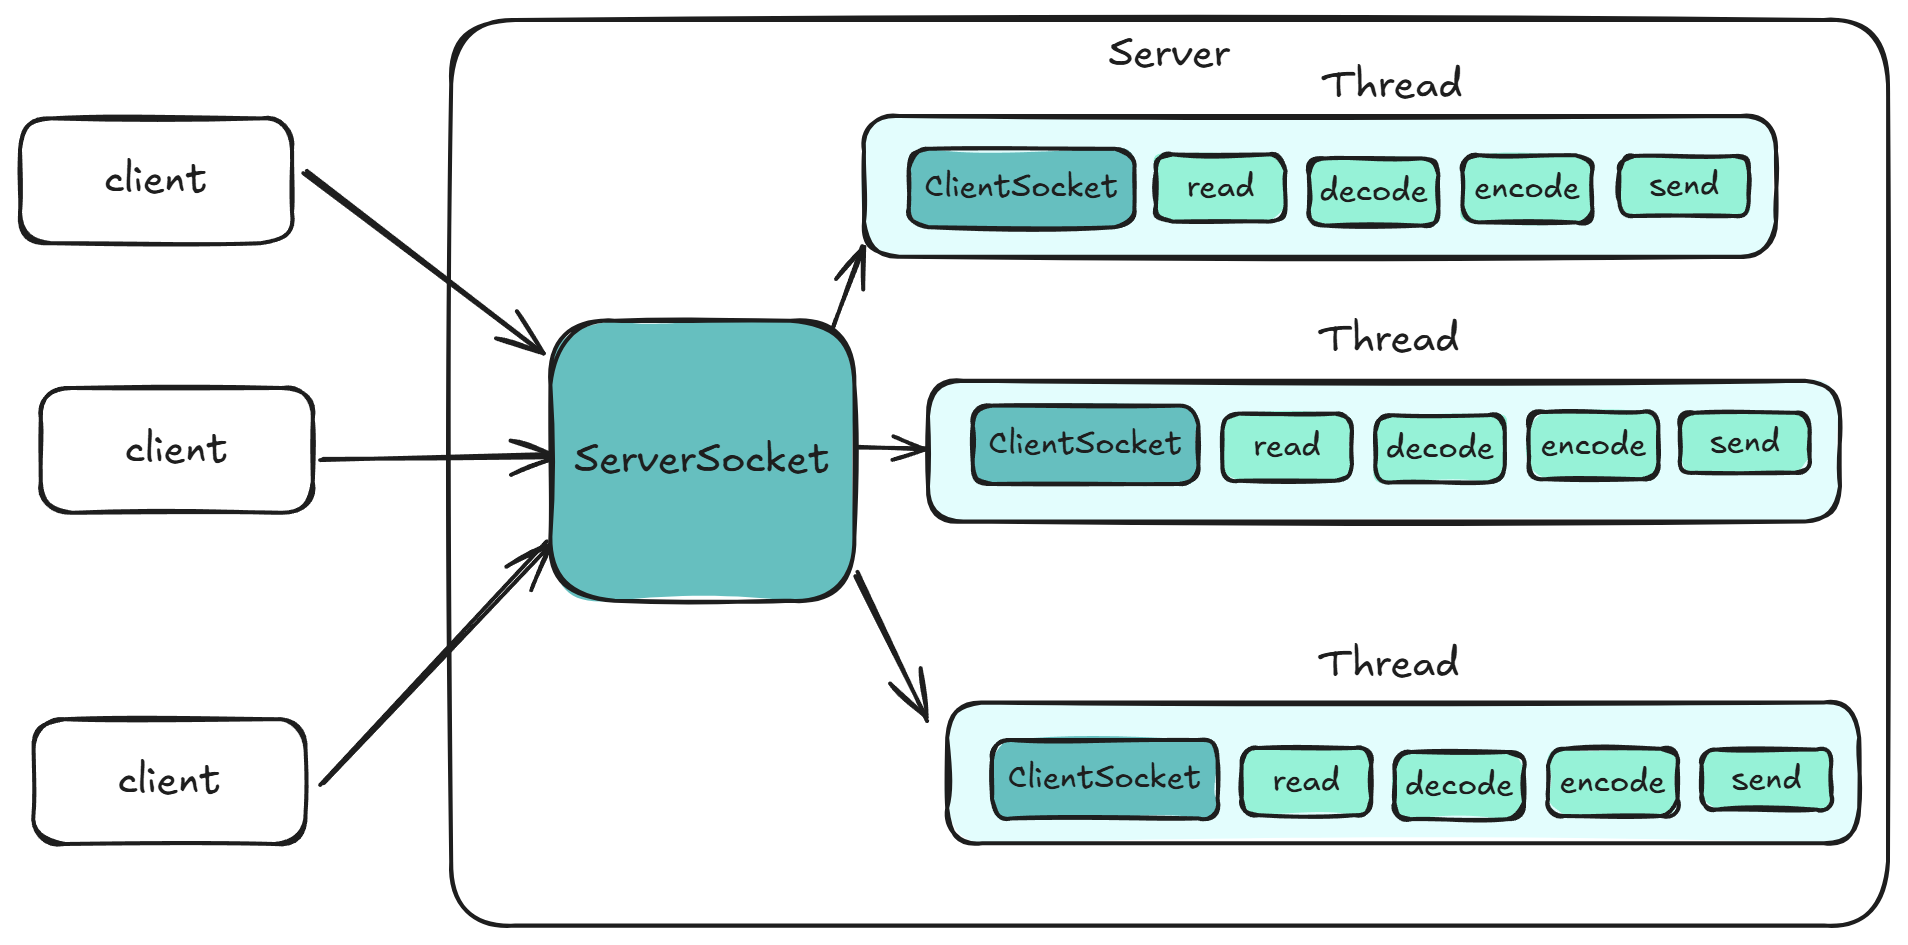 Server
Thread
client
ClientSocket read decode encode send
Thread
client
ServerSocket
ClientSocket read decode encode send
Thread
client
ClientSocket read decode encode send